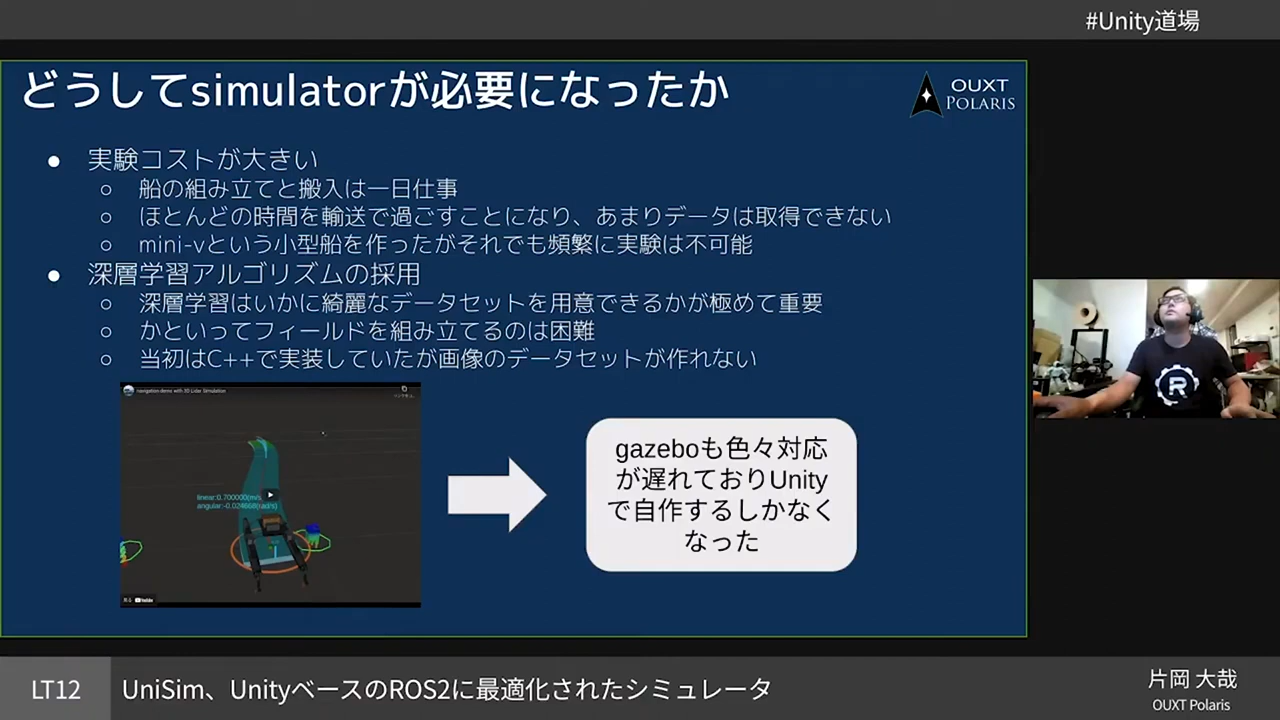 #Unity道場
どうしてsimulatorが必要になったか
OUXT
POLARIS
● 実験コストが大きい
○ 船の組み立てと搬入は一日仕事
○ ほとんどの時間を輸送で過ごすことになり、あまりデータは取得できない
○ mini-vという小型船を作ったがそれでも頻繁に実験は不可能
● 深層学習アルゴリズムの採用
○ 深層学習はいかに綺麗なデータセットを用意できるかが極めて重要
○ かといってフィールドを組み立てるのは困難
○ 当初はC++で実装していたが画像のデータセットが作れない
navigation demo with 3D Lidar Simulation
linear:0.700000(m/s)
angular:-0.024668(rad/s)
見る
YouTube
gazeboも色々対応
が遅れておりUnity
で自作するしかなく
なった
R
LT12
UniSim、UnityベースのROS2に最適化されたシミュレータ
片岡 大哉
OUXT Polaris